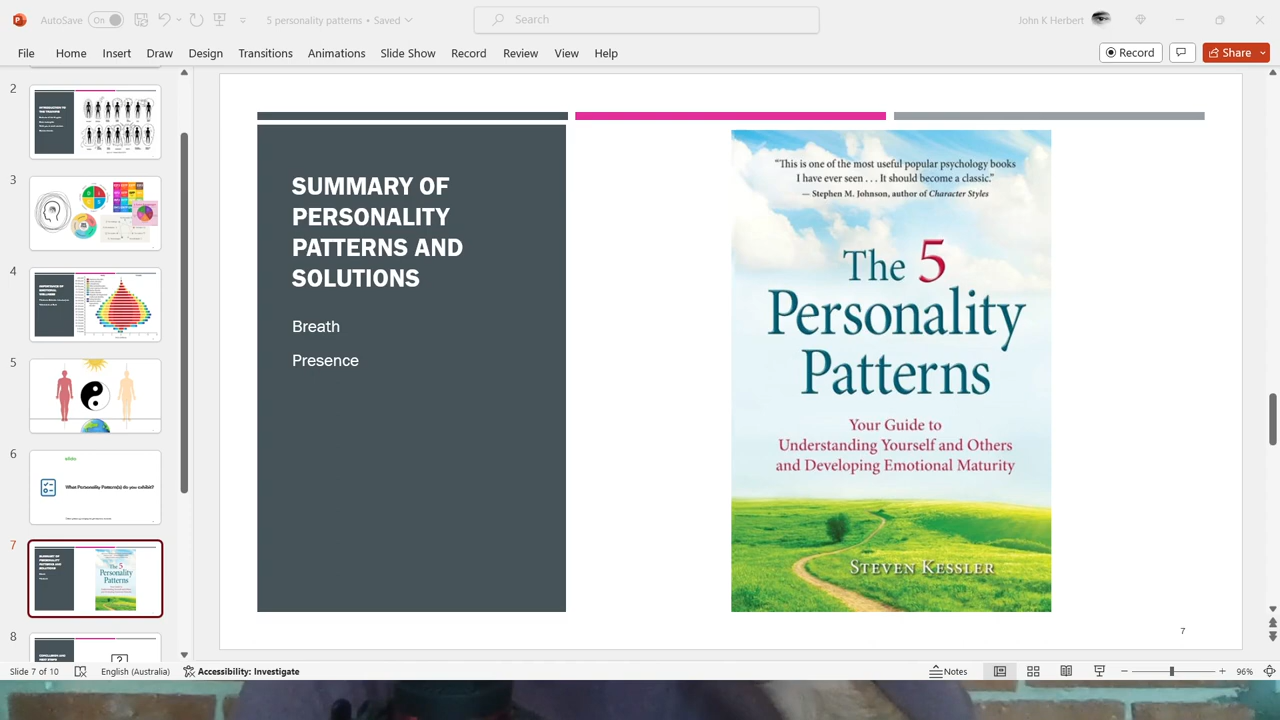 AutoSave On 5 personality patterns • Saved Search John K Herbert
File Home Insert Draw Design Transitions Animations Slide Show Record Review View Help Record Share
2
3
4
5
6
What Personality Pattern(s) do you exhibit?
7
8
SUMMARY OF
PERSONALITY
PATTERNS AND
SOLUTIONS
Breath
Presence
“This is one of the most useful popular psychology books
I have ever seen . . . It should become a classic.”
— Stephen M. Johnson, author of Character Styles
The 5
Personality
Patterns
Your Guide to
Understanding Yourself and Others
and Developing Emotional Maturity
STEVEN KESSLER
7
Slide 7 of 10 English (Australia) Accessibility: Investigate Notes 96%